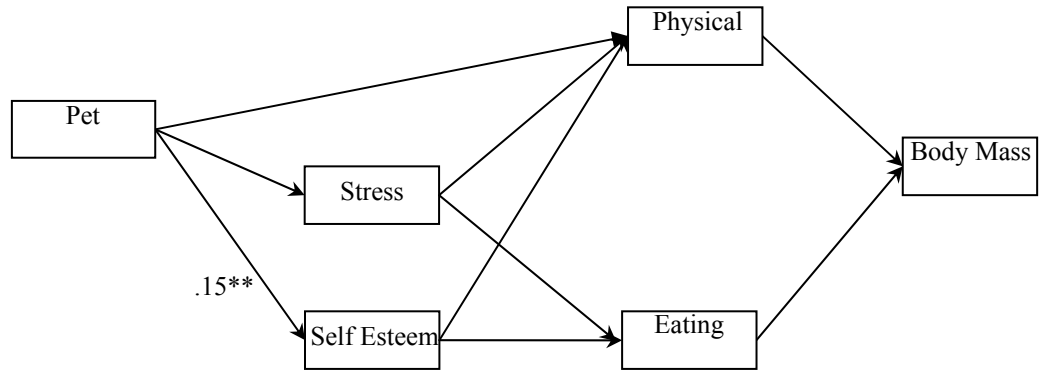 Physical
Pet
Body Mass
Stress
.15**
Self Esteem
Eating